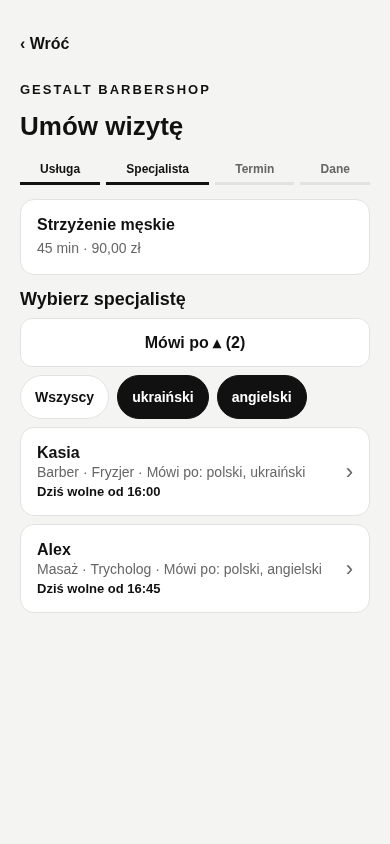 ‹ Wróć
GESTALT BARBERSHOP
Umów wizytę
Usługa
Specjalista
Termin
Dane
Strzyżenie męskie
45 min · 90,00 zł
Wybierz specjalistę
Mówi po ▴ (2)
Wszyscy
ukraiński
angielski
Kasia
Barber · Fryzjer · Mówi po: polski, ukraiński
Dziś wolne od 16:00
›
Alex
Masaż · Trycholog · Mówi po: polski, angielski
Dziś wolne od 16:45
›